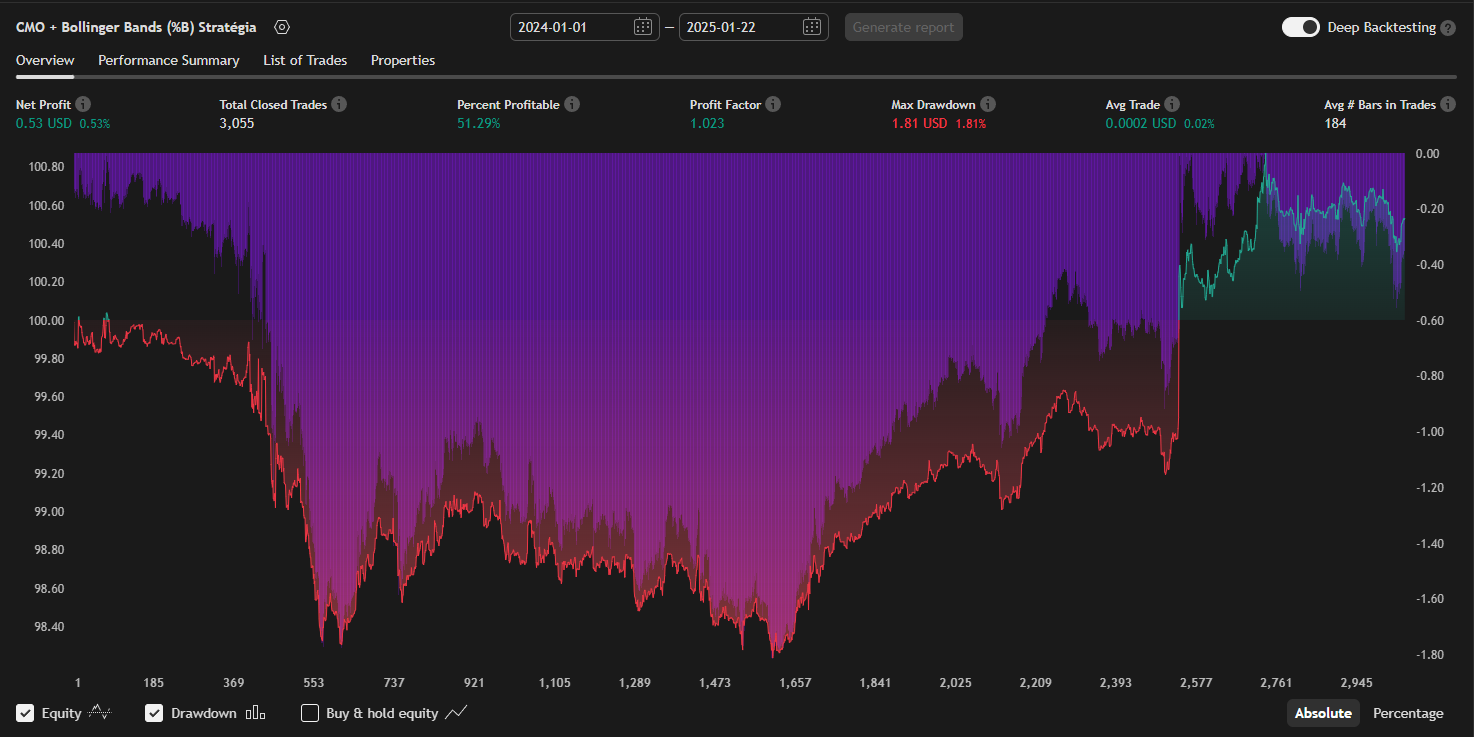 CMO + Bollinger Bands (%B) Stratégia
2024-01-01 — 2025-01-22 Generate report Deep Backtesting ?
Overview Performance Summary List of Trades Properties
Net Profit Total Closed Trades Percent Profitable Profit Factor Max Drawdown Avg Trade Avg # Bars in Trades
0.53 USD 0.53% 3,055 51.29% 1.023 1.81 USD 1.81% 0.0002 USD 0.02% 184
100.80 0.00
100.60 -0.20
100.40 -0.40
100.20
100.00 -0.60
99.80 -0.80
99.60
99.40 -1.00
99.20 -1.20
99.00
98.80 -1.40
98.60 -1.60
98.40 -1.80
1 185 369 553 737 921 1,105 1,289 1,473 1,657 1,841 2,025 2,209 2,393 2,577 2,761 2,945
Equity Drawdown Buy & hold equity Absolute Percentage